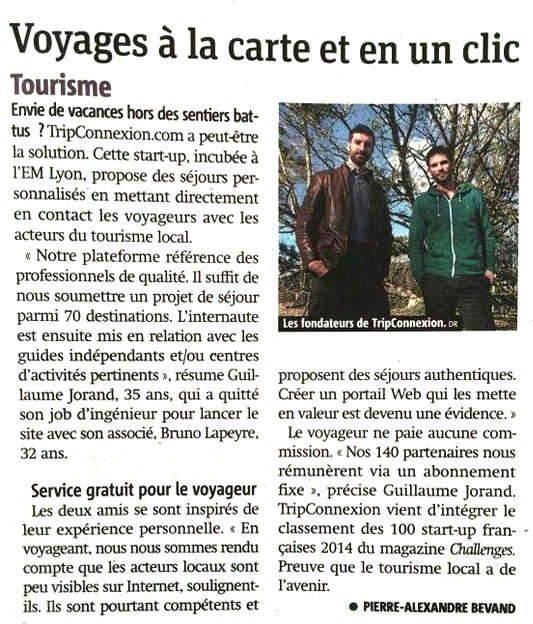 Voyages à la carte et en un clic
Tourisme
Envie de vacances hors des sentiers bat-
tus ? TripConnexion.com a peut-être
la solution. Cette start-up, incubée à
l'EM Lyon, propose des séjours per-
sonnalisés en mettant directement
en contact les voyageurs avec les
acteurs du tourisme local.
« Notre plateforme référence des
professionnels de qualité. Il suffit de
nous soumettre un projet de séjour
parmi 70 destinations. L'internaute
est ensuite mis en relation avec les
guides indépendants et/ou centres
d'activités pertinents », résume Guil-
laume Jorand, 35 ans, qui a quitté
son job d'ingénieur pour lancer le
site avec son associé, Bruno Lapeyre,
32 ans.
Service gratuit pour le voyageur
Les deux amis se sont inspirés de
leur expérience personnelle. « En
voyageant, nous nous sommes rendu
compte que les acteurs locaux sont
peu visibles sur Internet, soulignent-
ils. Ils sont pourtant compétents et
Les fondateurs de TripConnexion. DR
proposent des séjours authentiques.
Créer un portail Web qui les mette
en valeur est devenu une évidence. »
Le voyageur ne paie aucune com-
mission. « Nos 140 partenaires nous
rémunèrent via un abonnement
fixe », précise Guillaume Jorand.
TripConnexion vient d'intégrer le
classement des 100 start-up fran-
çaises 2014 du magazine Challenges.
Preuve que le tourisme local a de
l'avenir.
● PIERRE-ALEXANDRE BEVAND